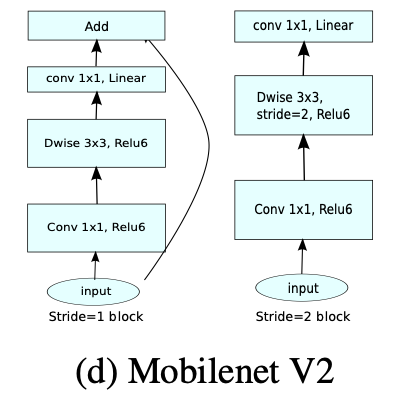 Add
conv 1x1, Linear
Dwise 3x3, Relu6
Conv 1x1, Relu6
input
Stride=1 block
conv 1x1, Linear
Dwise 3x3,
stride=2, Relu6
Conv 1x1, Relu6
input
Stride=2 block
(d) Mobilenet V2